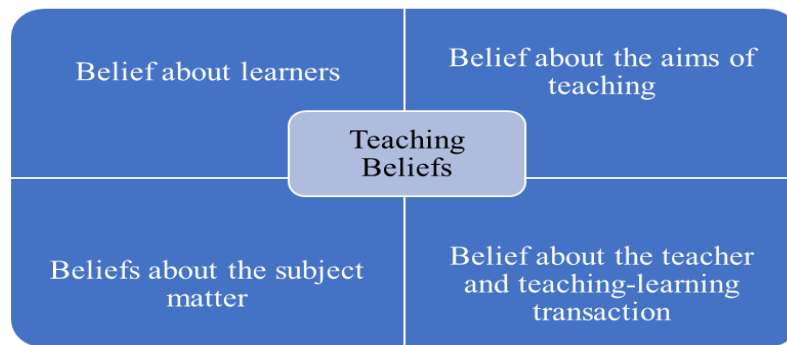 Belief about learners
Belief about the aims of
teaching
Teaching
Beliefs
Beliefs about the subject
matter
Belief about the teacher
and teaching-learning
transaction